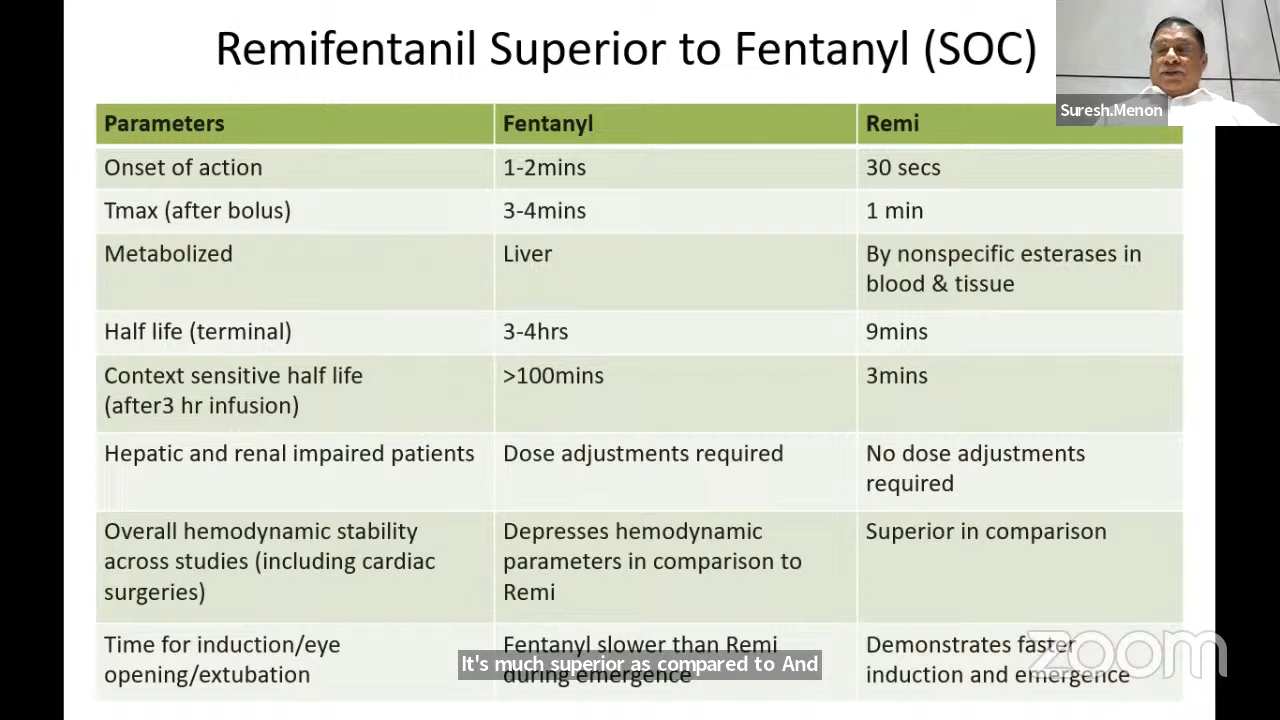 Remifentanil Superior to Fentanyl (SOC)
Suresh.Menon
Parameters
Fentanyl
Remi
Onset of action
1-2mins
30 secs
Tmax (after bolus)
3-4mins
1 min
Metabolized
Liver
By nonspecific esterases in
blood & tissue
Half life (terminal)
3-4hrs
9mins
Context sensitive half life
(after3 hr infusion)
>100mins
3mins
Hepatic and renal impaired patients
Dose adjustments required
No dose adjustments
required
Overall hemodynamic stability
across studies (including cardiac
surgeries)
Depresses hemodynamic
parameters in comparison to
Remi
Superior in comparison
Time for induction/eye
opening/extubation
Fentanyl slower than Remi
during emergence
Demonstrates faster
induction and emergence
It's much superior as compared to And
zoom